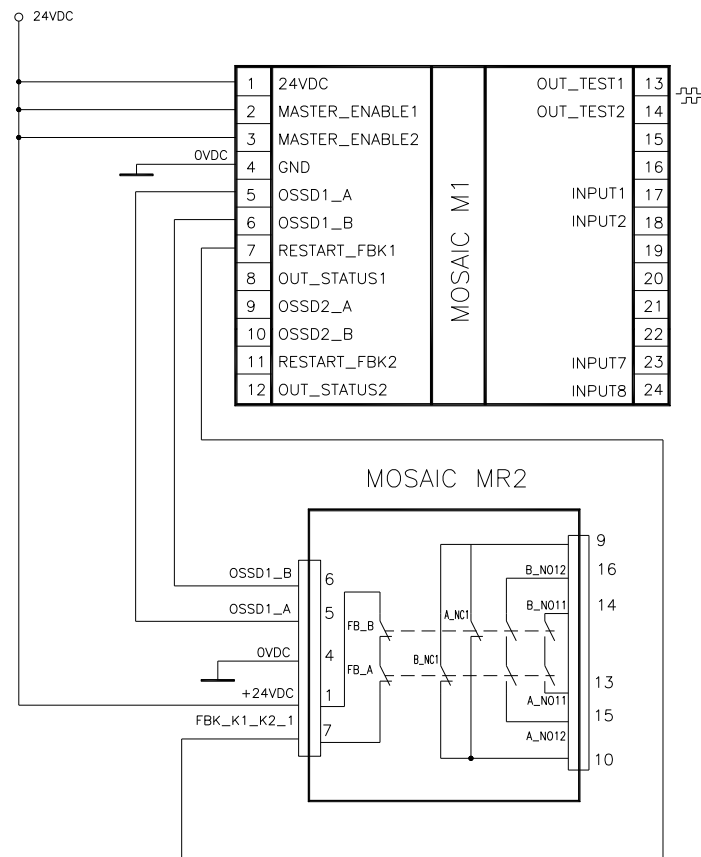 24VDC
1 24VDC OUT_TEST1 13
2 MASTER_ENABLE1 OUT_TEST2 14
3 MASTER_ENABLE2 15
0VDC 4 GND 16
5 OSSD1_A INPUT1 17
6 OSSD1_B INPUT2 18
7 RESTART_FBK1 19
8 OUT_STATUS1 20
9 OSSD2_A 21
10 OSSD2_B 22
11 RESTART_FBK2 INPUT7 23
12 OUT_STATUS2 INPUT8 24
MOSAIC M1
MOSAIC MR2
9
OSSD1_B 6 B_NO12 16
OSSD1_A 5 FB_B A_NC1 B_NO11 14
0VDC 4 FB_A B_NC1
+24VDC 1 A_NO11 13
FBK_K1_K2_1 7 A_NO12 15
10